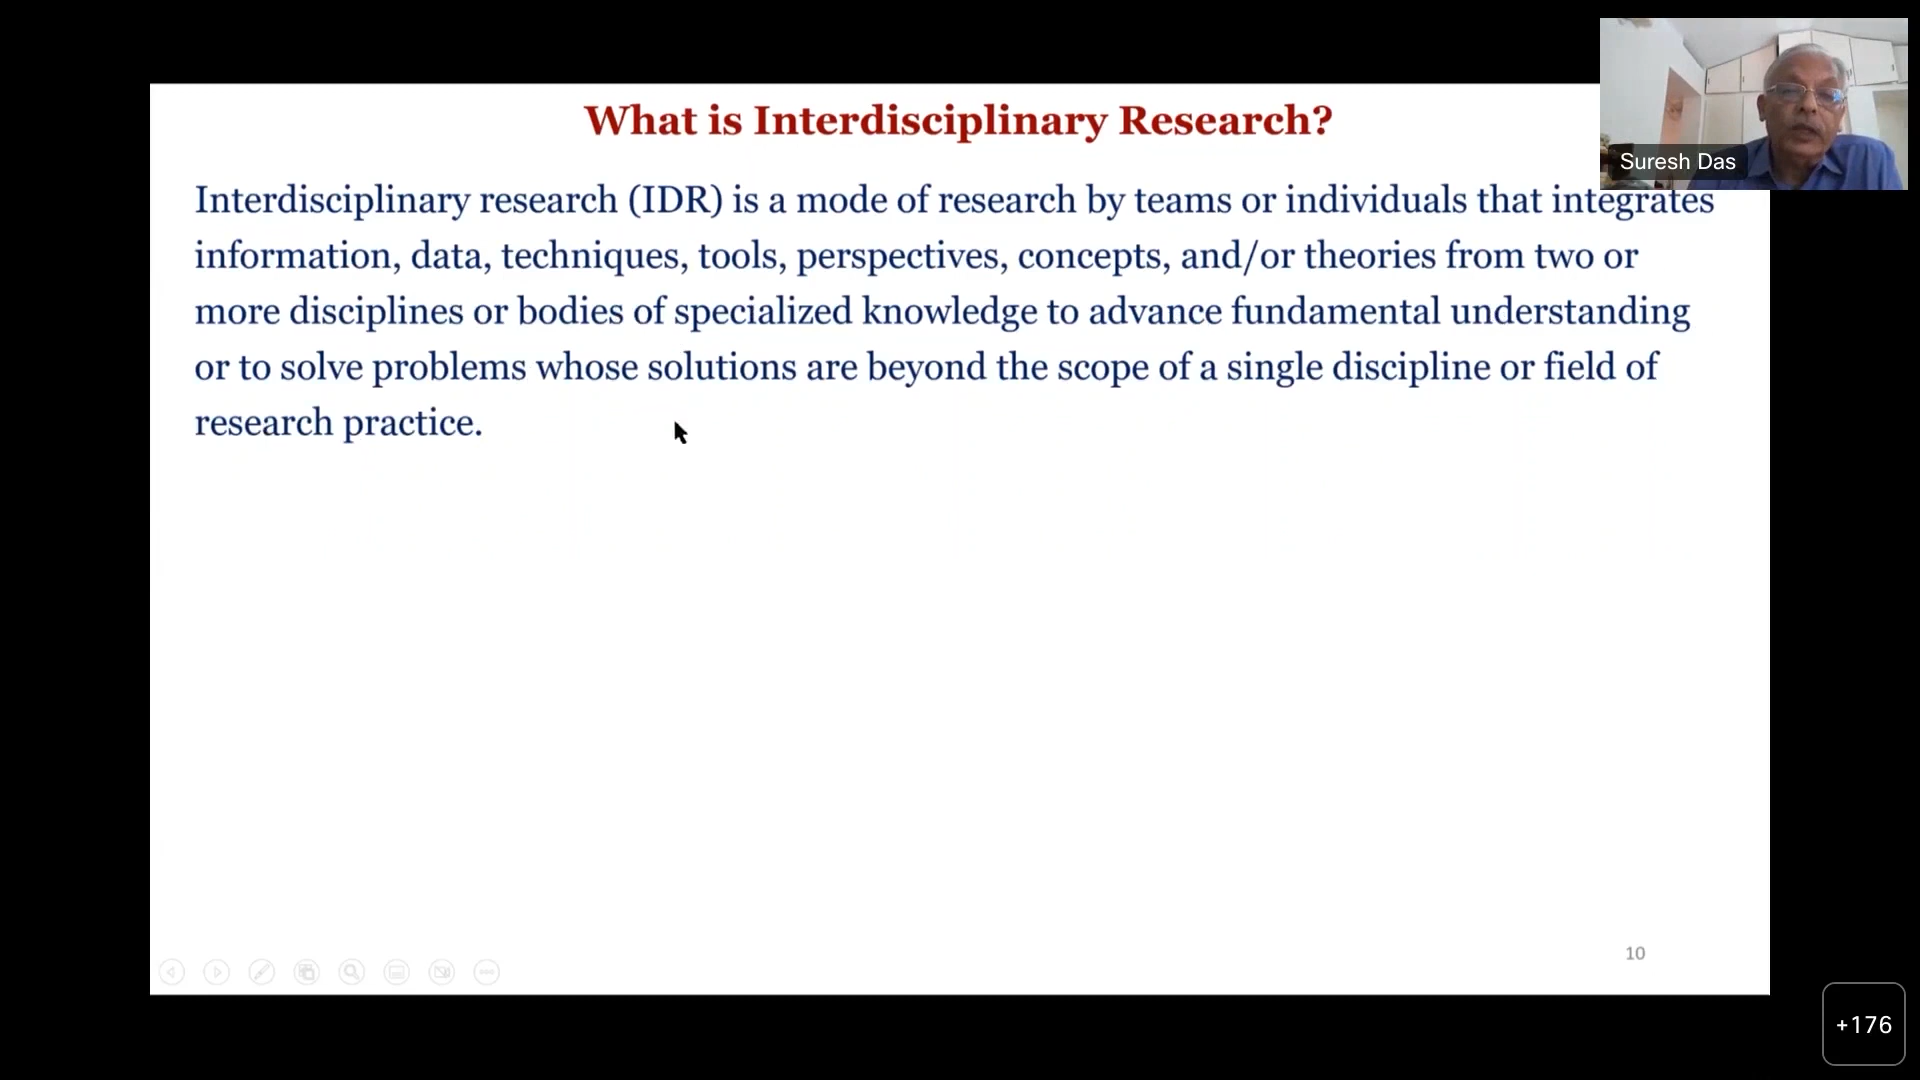 What is Interdisciplinary Research?
Suresh Das
Interdisciplinary research (IDR) is a mode of research by teams or individuals that integrates
information, data, techniques, tools, perspectives, concepts, and/or theories from two or
more disciplines or bodies of specialized knowledge to advance fundamental understanding
or to solve problems whose solutions are beyond the scope of a single discipline or field of
research practice.
10
+176